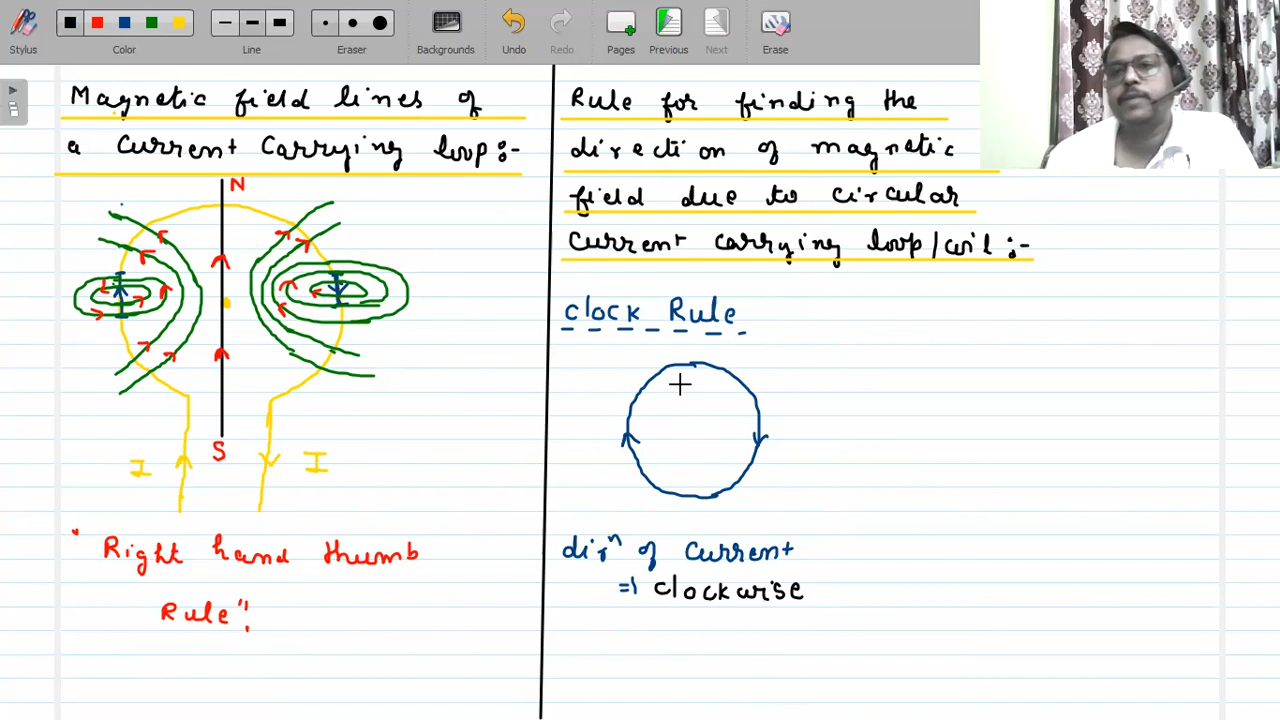 Stylus
Color
Line
Eraser
Backgrounds
Undo
Redo
Pages
Previous
Next
Erase
Magnetic field lines of
a Current Carrying loop:-
N
S
I
I
Right hand thumb
Rule":
Rule for finding the
direction of magnetic
field due to circular
Current carrying loop/coil:-
clock Rule
dirⁿ of Current
⇒ clockwise